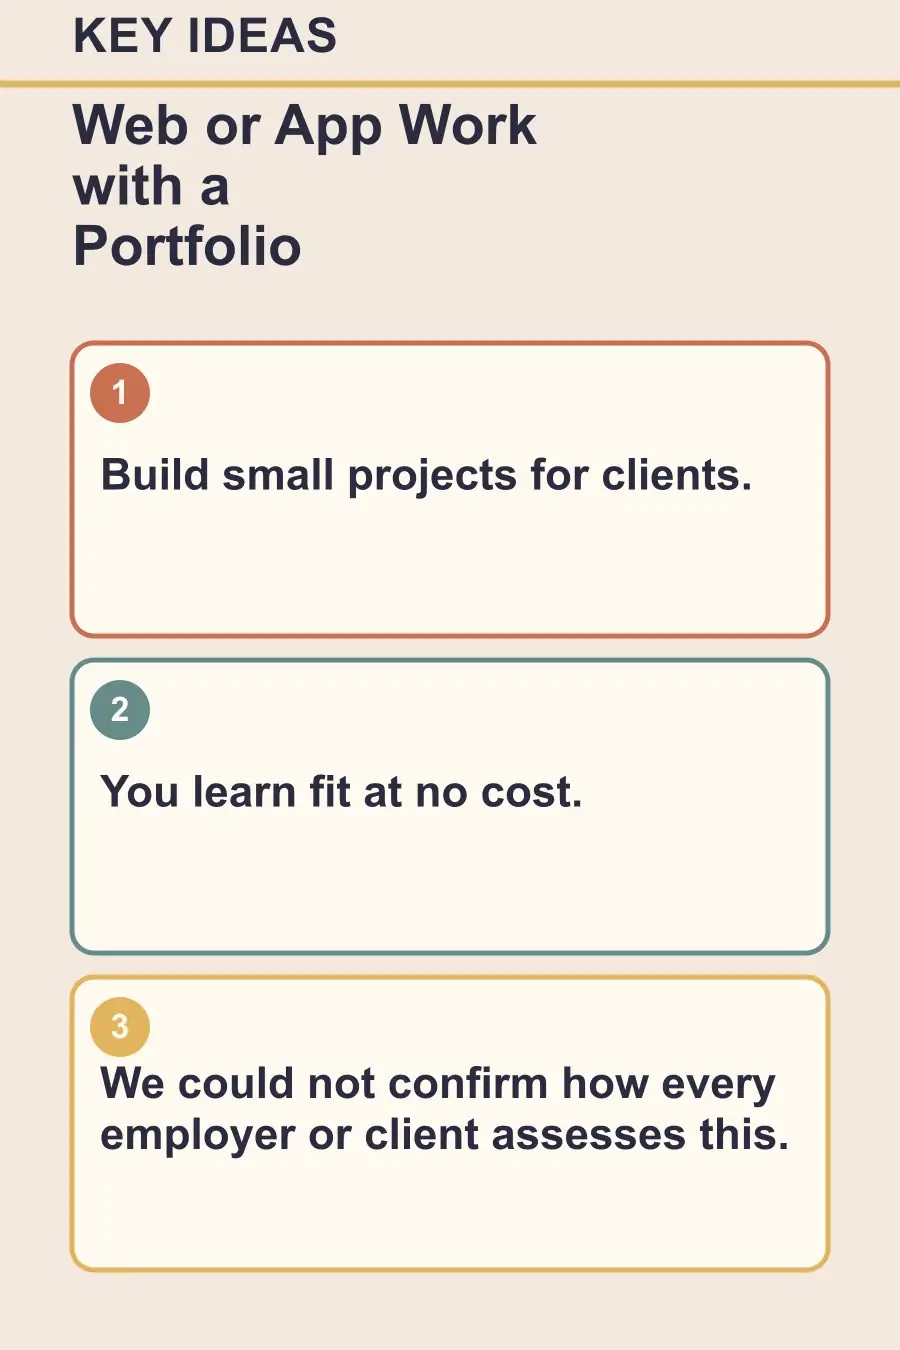 KEY IDEAS
Web or App Work
with a
Portfolio
1
Build small projects for clients.
2
You learn fit at no cost.
3
We could not confirm how every
employer or client assesses this.